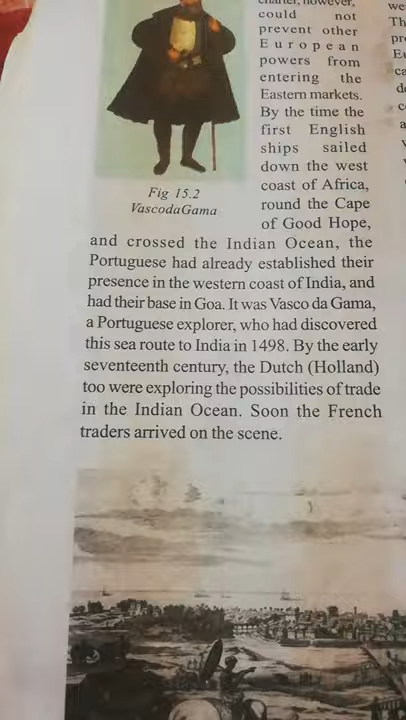 charter, however,
could not
prevent other
European
powers from
entering the
Eastern markets.
By the time the
first English
ships sailed
down the west
coast of Africa,
round the Cape
of Good Hope,
Fig 15.2
VascodaGama
and crossed the Indian Ocean, the
Portuguese had already established their
presence in the western coast of India, and
had their base in Goa. It was Vasco da Gama,
a Portuguese explorer, who had discovered
this sea route to India in 1498. By the early
seventeenth century, the Dutch (Holland)
too were exploring the possibilities of trade
in the Indian Ocean. Soon the French
traders arrived on the scene.